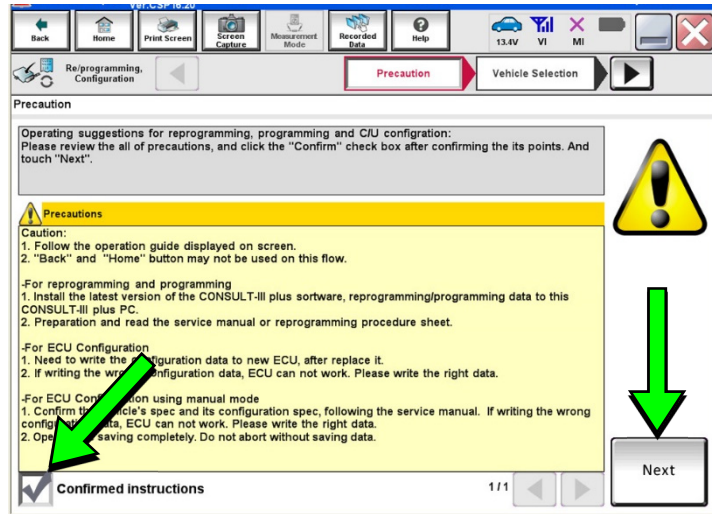 Ver.CSP16.20
Back
Home
Print Screen
Screen
Capture
Measurement
Mode
Recorded
Data
Help
13.4V
VI
MI
Re/programming,
Configuration
Precaution
Vehicle Selection
Precaution
Operating suggestions for reprogramming, programming and C/U configration:
Please review the all of precautions, and click the "Confirm" check box after confirming the its points. And
touch "Next".
Precautions
Caution:
1. Follow the operation guide displayed on screen.
2. "Back" and "Home" button may not be used on this flow.
-For reprogramming and programming
1. Install the latest version of the CONSULT-III plus sortware, reprogramming/programming data to this
CONSULT-III plus PC.
2. Preparation and read the service manual or reprogramming procedure sheet.
-For ECU Configuration
1. Need to write the configuration data to new ECU, after replace it.
2. If writing the wrong configuration data, ECU can not work. Please write the right data.
-For ECU Configuration using manual mode
1. Confirm the vehicle's spec and its configuration spec, following the service manual. If writing the wrong
configuration data, ECU can not work. Please write the right data.
2. saving completely. Do not abort without saving data.
Confirmed instructions
1/1
Next